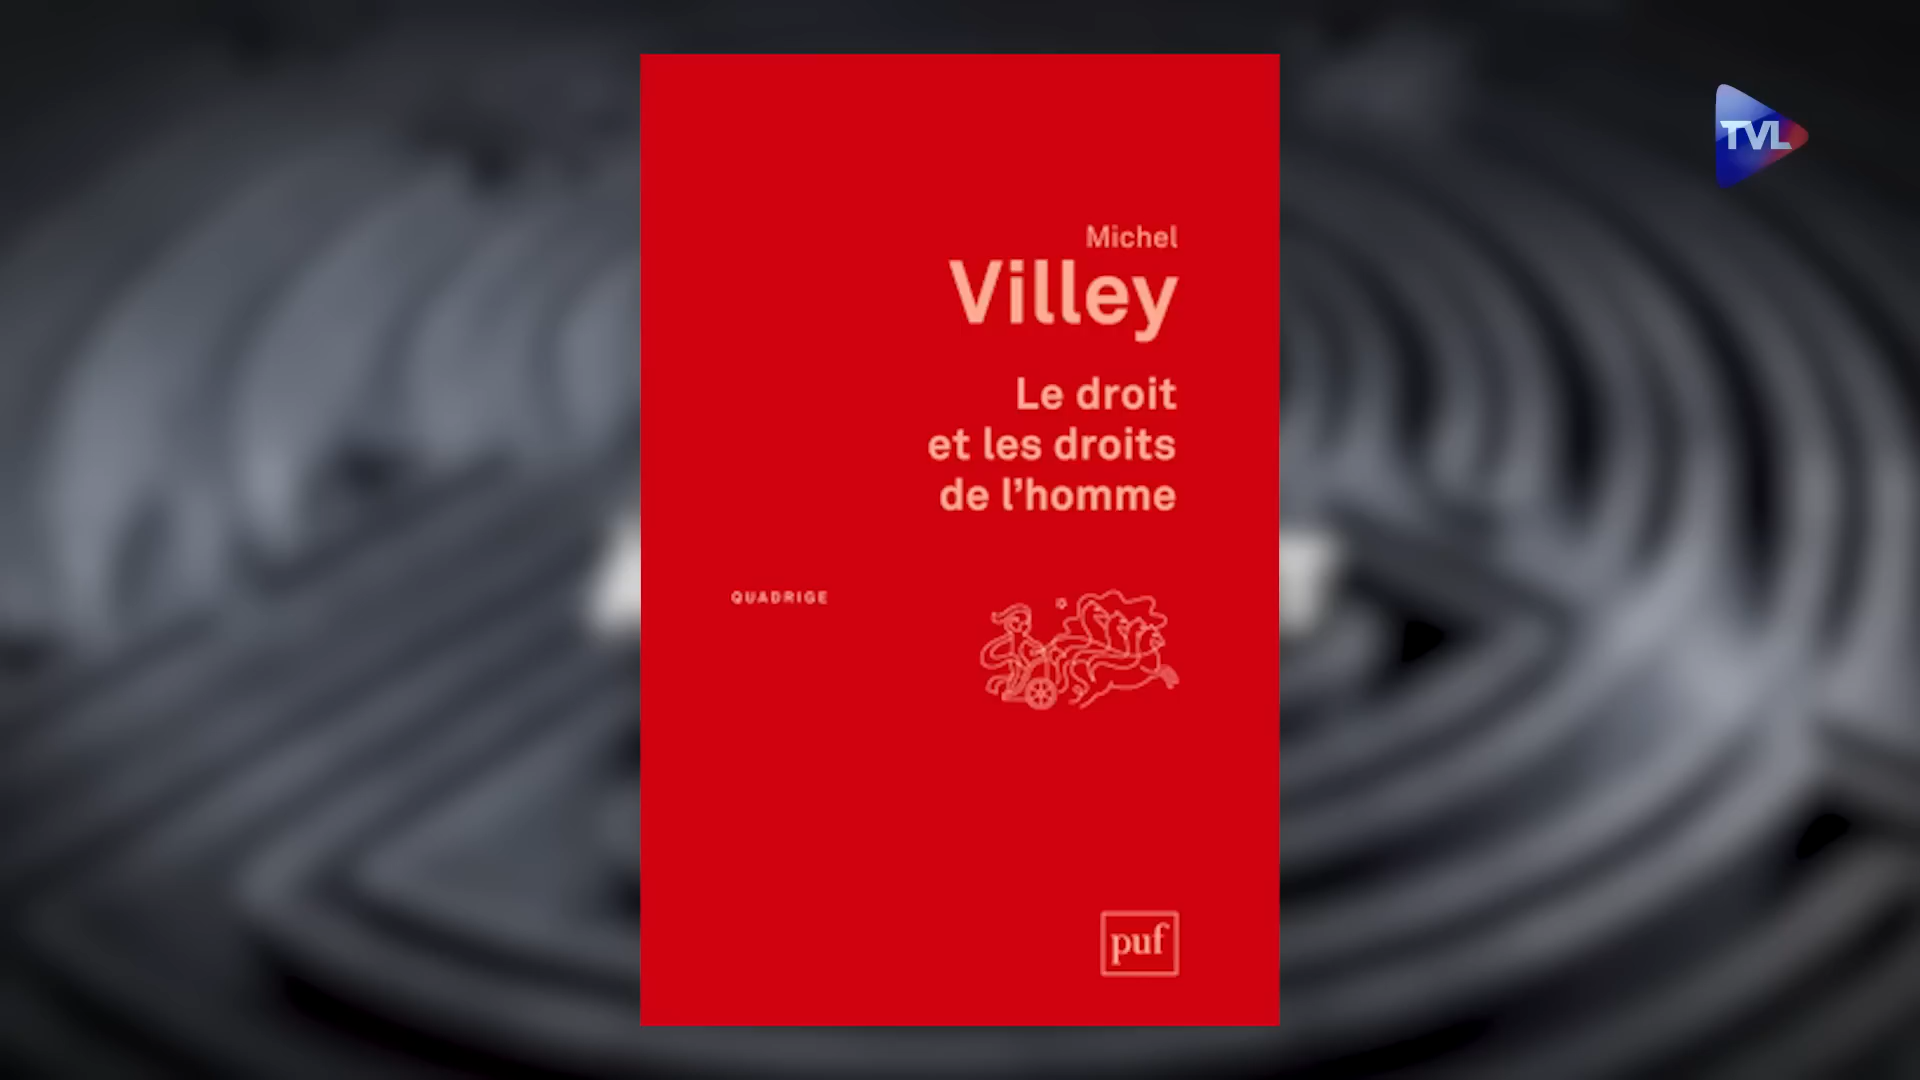 TVL
Michel
Villey
Le droit
et les droits
de l’homme
QUADRIGE
puf